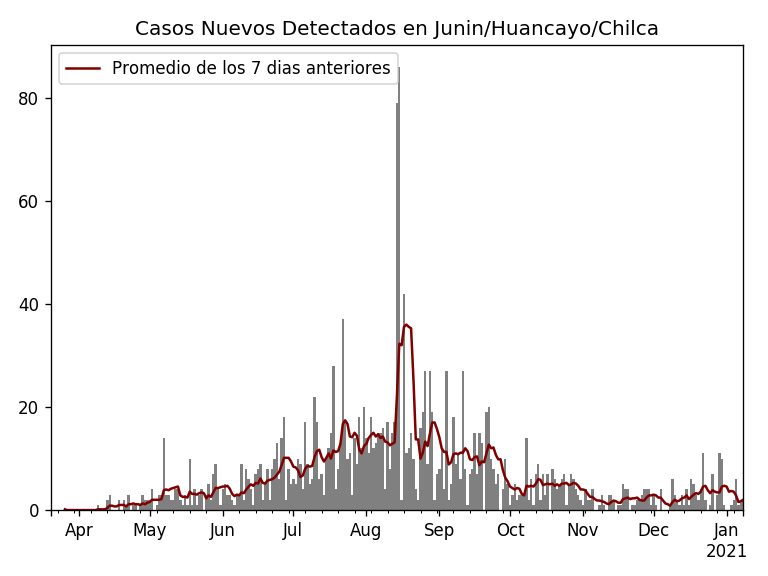 Casos Nuevos Detectados en Junin/Huancayo/Chilca
Promedio de los 7 dias anteriores
80
60
40
20
0
Apr May Jun Jul Aug Sep Oct Nov Dec Jan
2021